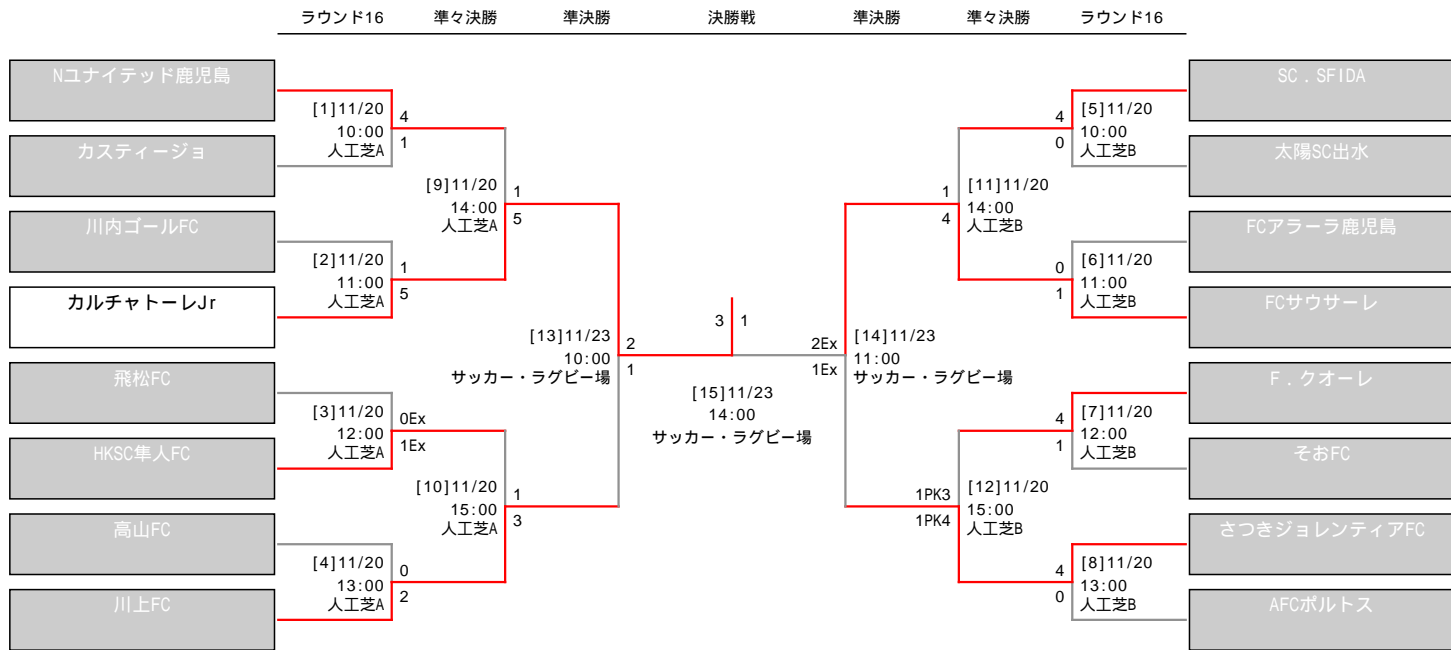 ラウンド16 準々決勝 準決勝 決勝戦 準決勝 準々決勝 ラウンド16
Nユナイテッド鹿児島
[1]11/20
10:00
人工芝A
4
1
カスティージョ
[9]11/20
14:00
人工芝A
1
5
川内ゴールFC
[2]11/20
11:00
人工芝A
1
5
カルチャトーレJr
[13]11/23
10:00
サッカー・ラグビー場
2
1
飛松FC
[3]11/20
12:00
人工芝A
0Ex
1Ex
HKSC隼人FC
[10]11/20
15:00
人工芝A
1
3
高山FC
[4]11/20
13:00
人工芝A
0
2
川上FC
3 1
[15]11/23
14:00
サッカー・ラグビー場
SC．SFIDA
4
0
[5]11/20
10:00
人工芝B
太陽SC出水
1
4
[11]11/20
14:00
人工芝B
FCアラーラ鹿児島
0
1
[6]11/20
11:00
人工芝B
FCサウサーレ
2Ex
1Ex
[14]11/23
11:00
サッカー・ラグビー場
F．クオーレ
4
1
[7]11/20
12:00
人工芝B
そおFC
1PK3
1PK4
[12]11/20
15:00
人工芝B
さつきジョレンティアFC
4
0
[8]11/20
13:00
人工芝B
AFCポルトス